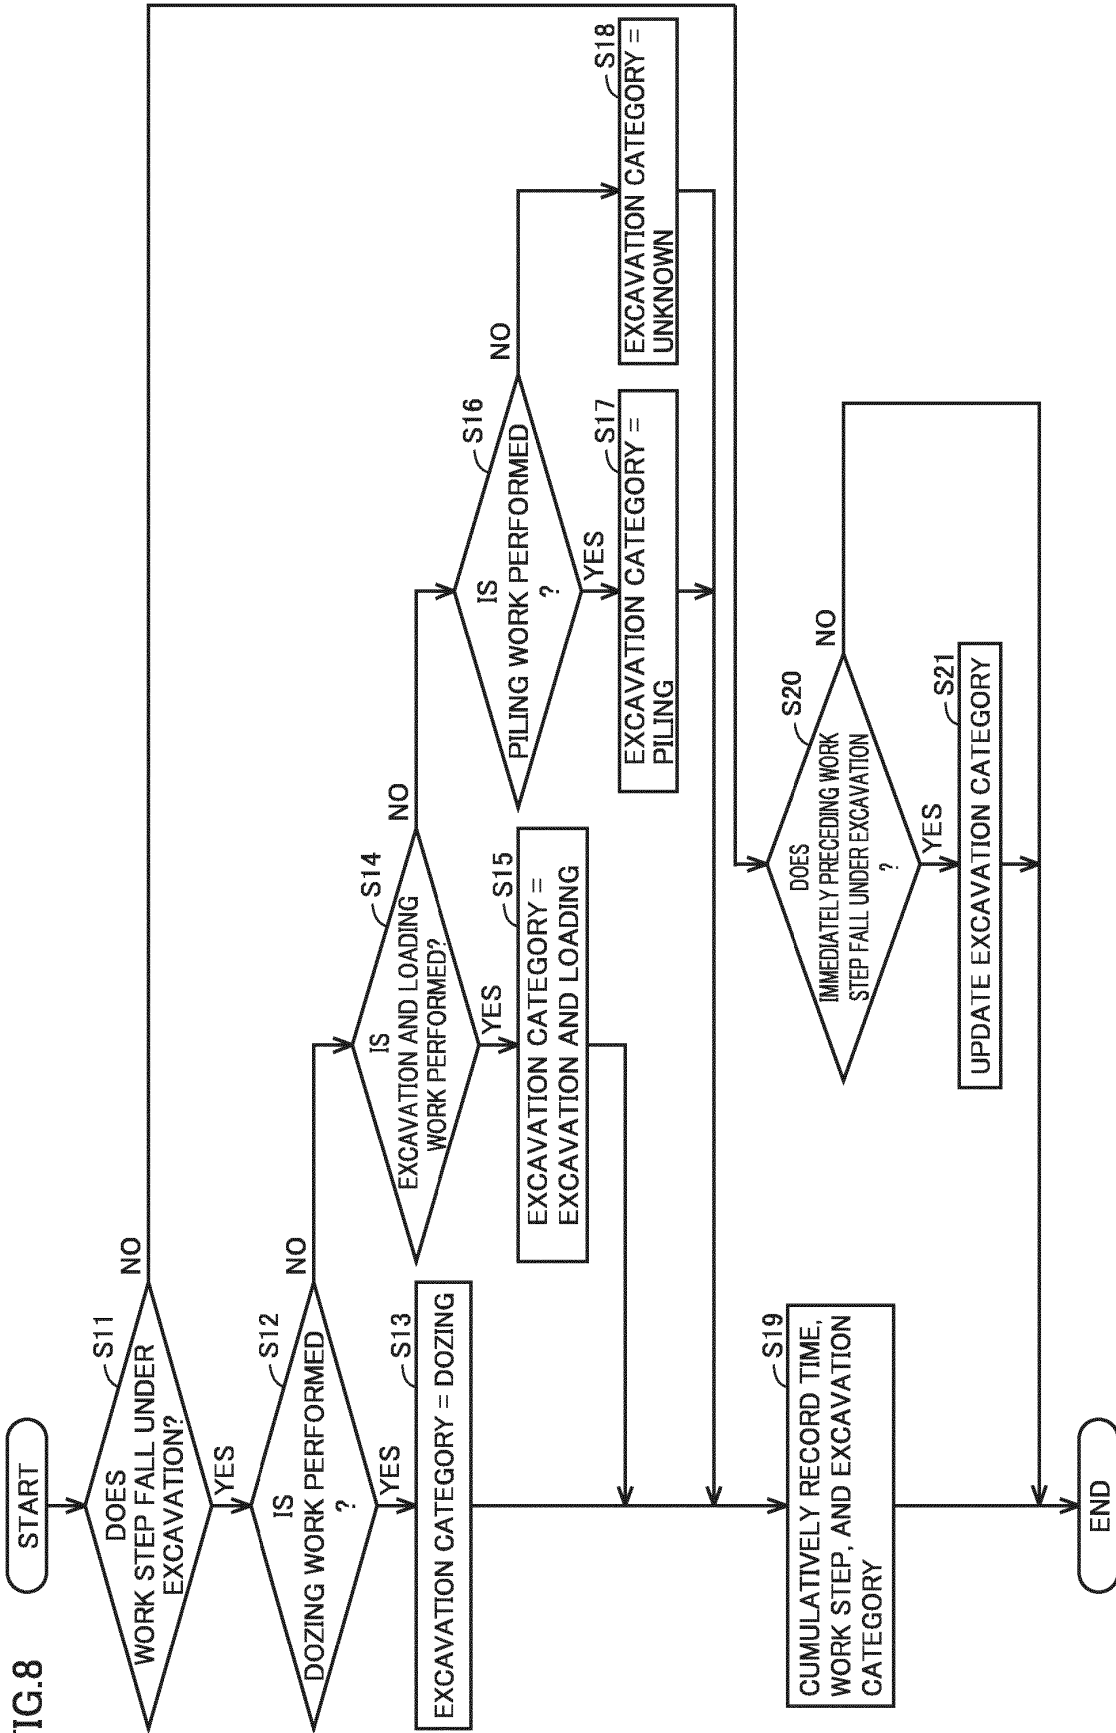 FIG.8
START
S11
DOES
WORK STEP FALL UNDER
EXCAVATION?
NO
YES
S12
IS
DOZING WORK PERFORMED
?
NO
YES
S13
EXCAVATION CATEGORY = DOZING
S14
IS
EXCAVATION AND LOADING
WORK PERFORMED?
NO
YES
S15
EXCAVATION CATEGORY =
EXCAVATION AND LOADING
S16
IS
PILING WORK PERFORMED
?
NO
YES
S17
EXCAVATION CATEGORY =
PILING
S18
EXCAVATION CATEGORY =
UNKNOWN
S19
CUMULATIVELY RECORD TIME,
WORK STEP, AND EXCAVATION
CATEGORY
S20
DOES
IMMEDIATELY PRECEDING WORK
STEP FALL UNDER EXCAVATION
?
NO
YES
S21
UPDATE EXCAVATION CATEGORY
END